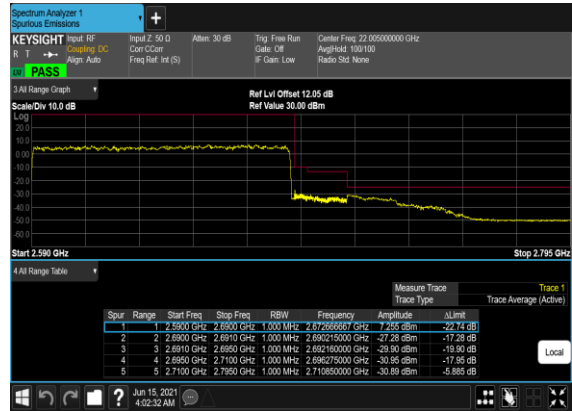 Spectrum Analyzer 1
Spurious Emissions
KEYSIGHT Input: RF Input Z: 50 Ω Atten: 30 dB Trig: Free Run Center Freq: 22.005000000 GHz
R T Coupling: DC Corr CCorr Gate: Off Avg|Hold: 100/100
Align: Auto Freq Ref: Int (S) IF Gain: Low Radio Std: None
LXI PASS
3 All Range Graph
Ref Lvl Offset 12.05 dB
Scale/Div 10.0 dB Ref Value 30.00 dBm
Log
20.0
10.0
0.00
-10.0
-20.0
-30.0
-40.0
-50.0
-60.0
Start 2.590 GHz Stop 2.795 GHz
4 All Range Table
Measure Trace Trace 1
Trace Type Trace Average (Active)
Spur Range Start Freq Stop Freq RBW Frequency Amplitude ΔLimit
1 1 2.5900 GHz 2.6900 GHz 1.000 MHz 2.672666667 GHz 7.255 dBm -22.74 dB
2 2 2.6900 GHz 2.6910 GHz 1.000 MHz 2.690215000 GHz -27.28 dBm -17.28 dB
3 3 2.6910 GHz 2.6950 GHz 1.000 MHz 2.692160000 GHz -29.90 dBm -19.90 dB
4 4 2.6950 GHz 2.7100 GHz 1.000 MHz 2.696275000 GHz -30.95 dBm -17.95 dB
5 5 2.7100 GHz 2.7950 GHz 1.000 MHz 2.710850000 GHz -30.89 dBm -5.885 dB
Local
? Jun 15, 2021
4:02:32 AM